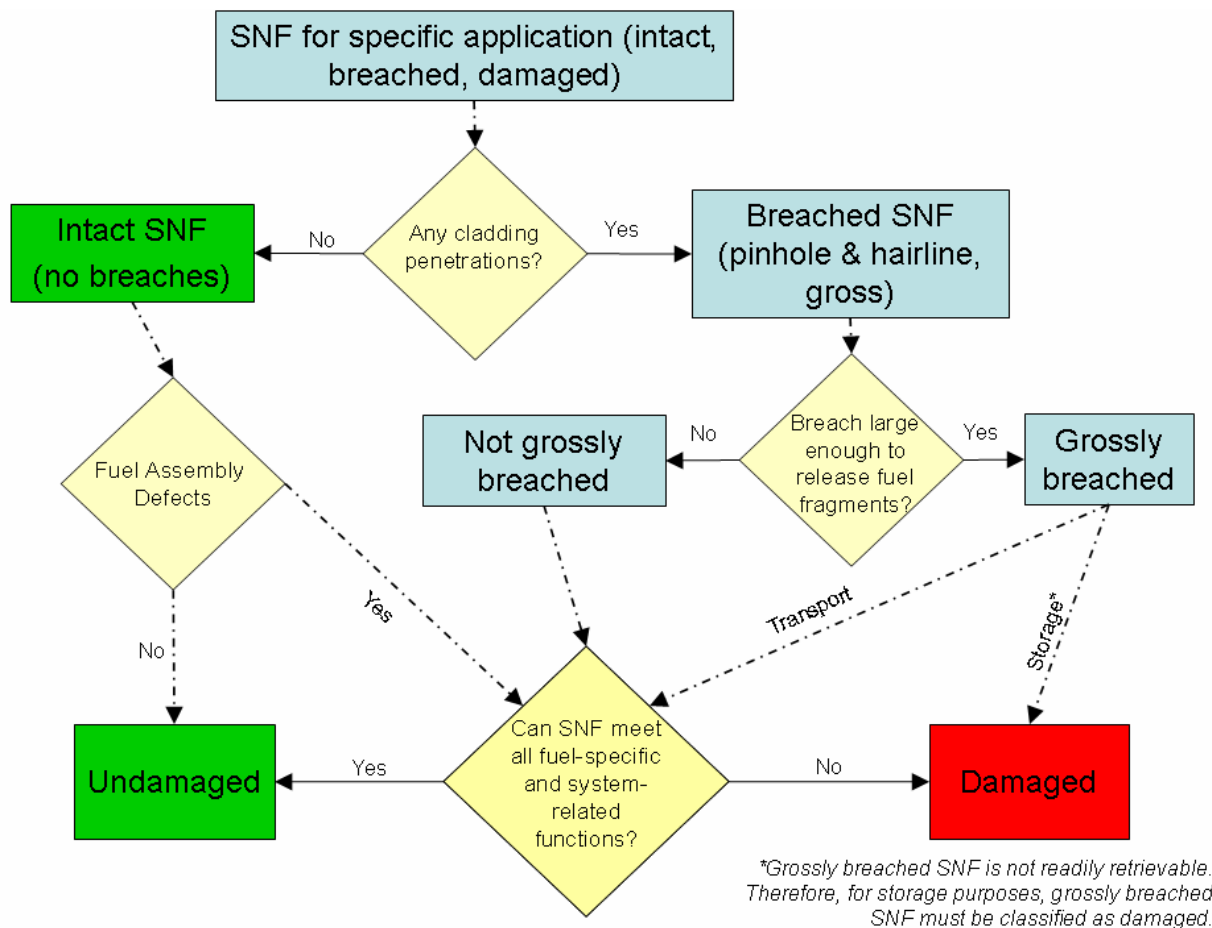 SNF for specific application (intact,
breached, damaged)
Any cladding
penetrations?
No
Yes
Intact SNF
(no breaches)
Breached SNF
(pinhole & hairline,
gross)
Fuel Assembly
Defects
Not grossly
breached
No
Breach large
enough to
release fuel
fragments?
Yes
Grossly
breached
Yes
No
Transport
Storage*
Undamaged
Yes
Can SNF meet
all fuel-specific
and system-
related
functions?
No
Damaged
*Grossly breached SNF is not readily retrievable.
Therefore, for storage purposes, grossly breached
SNF must be classified as damaged.